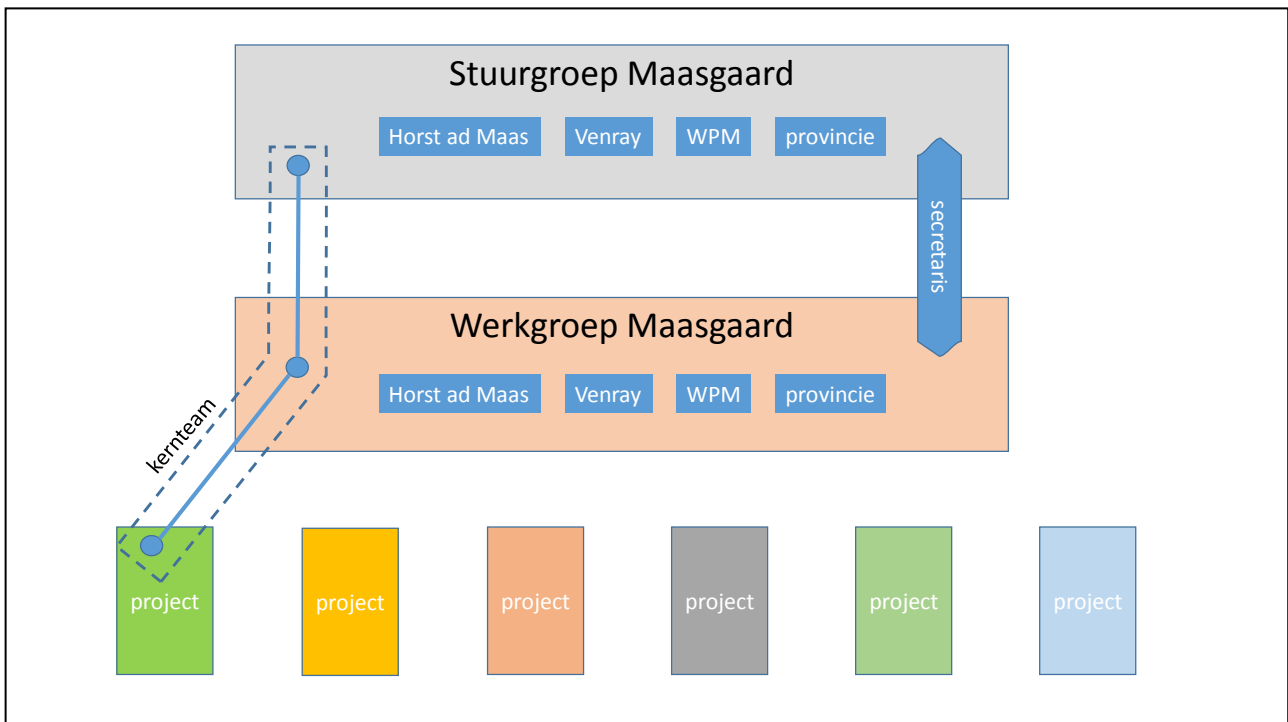 Stuurgroep Maasgaard
Horst ad Maas
Venray
WPM
provincie
secretaris
Werkgroep Maasgaard
Horst ad Maas
Venray
WPM
provincie
kernteam
project
project
project
project
project
project